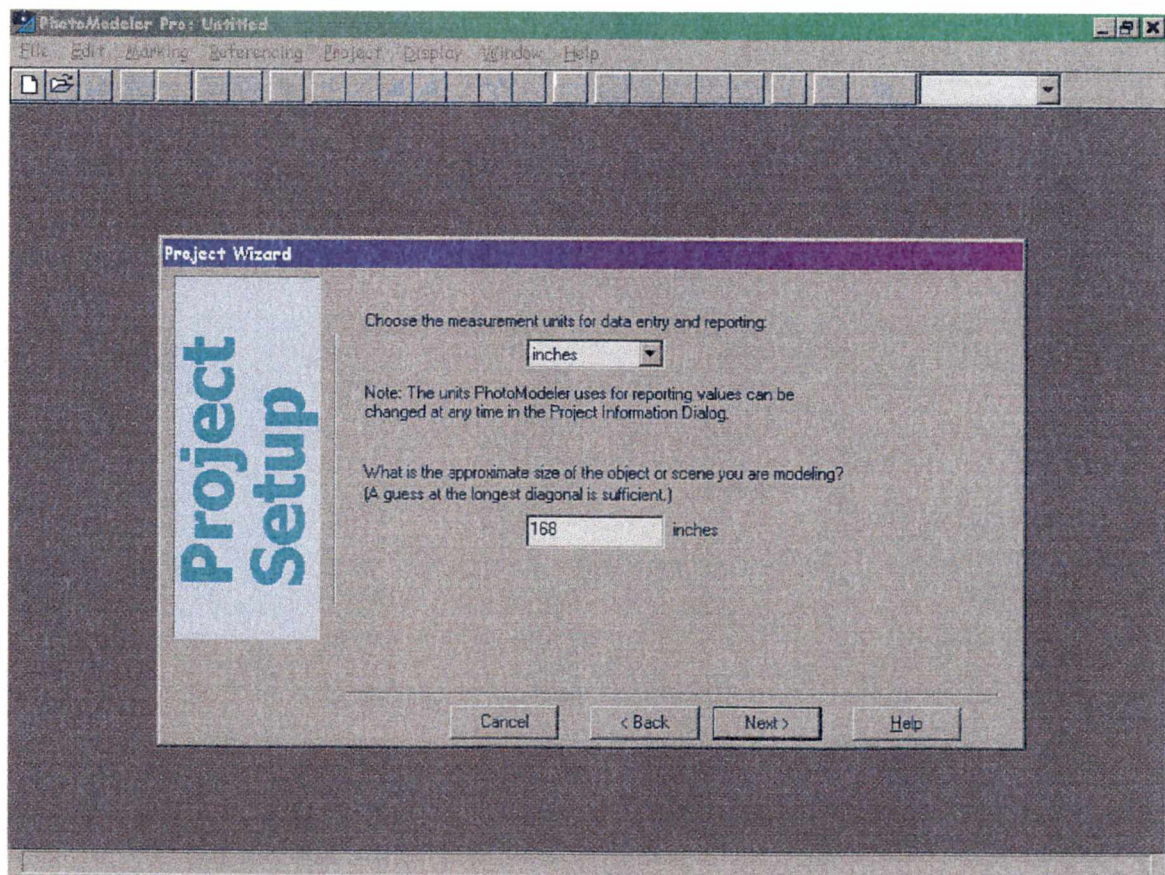 PhotoModeler Pro: Untitled
File Edit Marking Referencing Project Display Window Help
Project Wizard
Project
Setup
Choose the measurement units for data entry and reporting:
inches
Note: The units PhotoModeler uses for reporting values can be
changed at any time in the Project Information Dialog.
What is the approximate size of the object or scene you are modeling?
(A guess at the longest diagonal is sufficient.)
168 inches
Cancel < Back Next > Help